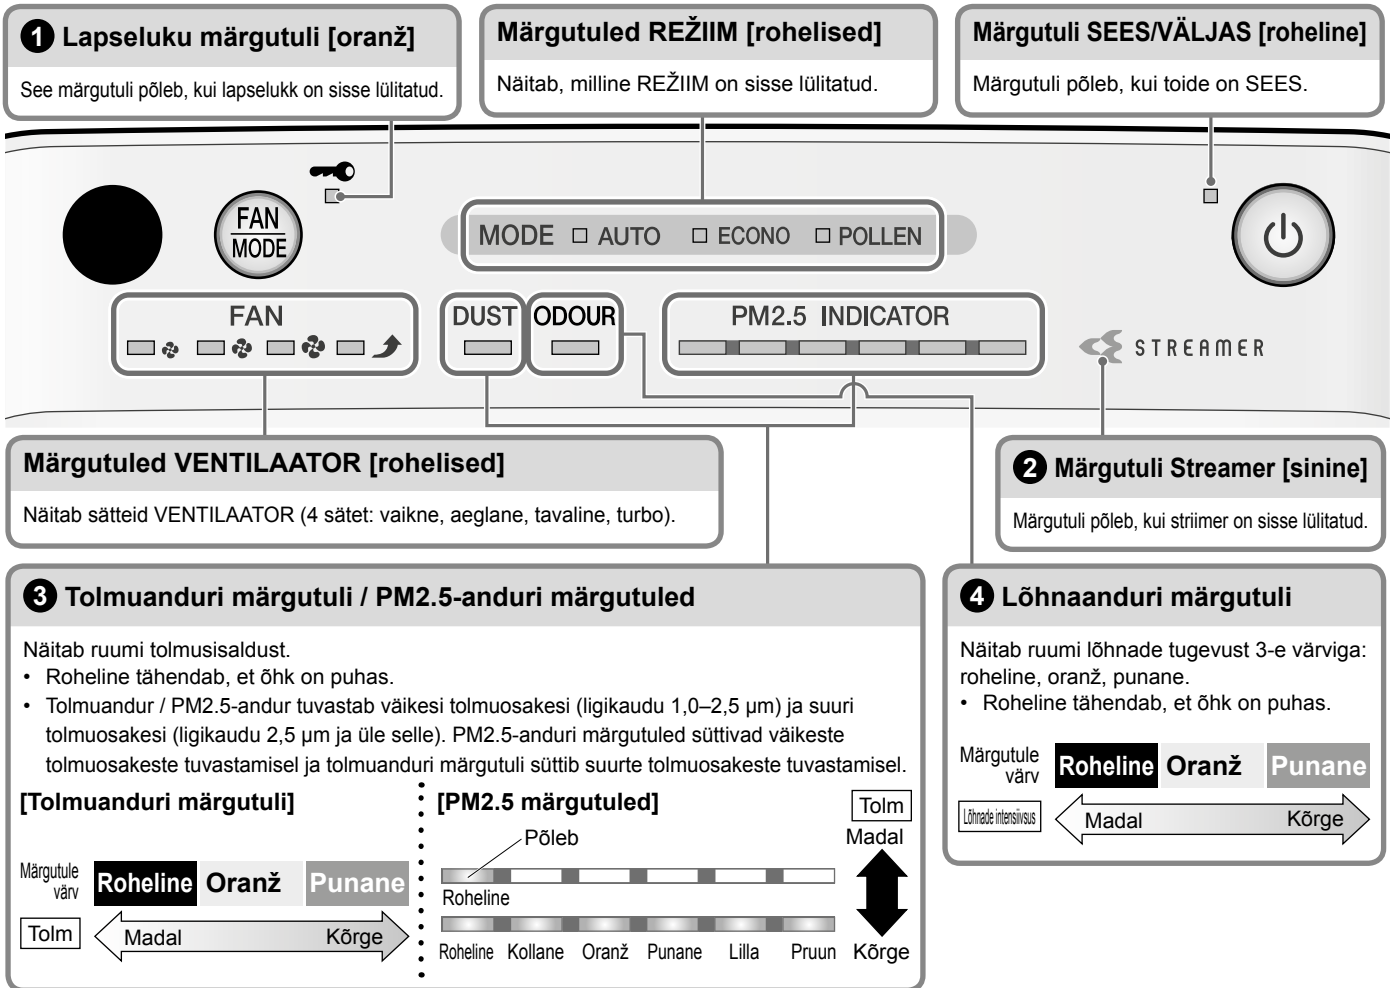 1 Lapseluku märgutuli [oranž]
See märgutuli põleb, kui lapselukk on sisse lülitatud.
Märgutuled REŽIIM [rohelised]
Näitab, milline REŽIIM on sisse lülitatud.
Märgutuli SEES/VÄLJAS [roheline]
Märgutuli põleb, kui toide on SEES.
FAN
MODE
MODE AUTO ECONO POLLEN
FAN
DUST
ODOUR
PM2.5 INDICATOR
STREAMER
Märgutuled VENTILAATOR [rohelised]
Näitab sätteid VENTILAATOR (4 sätet: vaikne, aeglane, tavaline, turbo).
2 Märgutuli Streamer [sinine]
Märgutuli põleb, kui striimer on sisse lülitatud.
3 Tolmuanduri märgutuli / PM2.5-anduri märgutuled
Näitab ruumi tolmusisaldust.
• Roheline tähendab, et õhk on puhas.
• Tolmuandur / PM2.5-andur tuvastab väikesi tolmuosakesi (ligikaudu 1,0–2,5 μm) ja suuri
tolmuosakesi (ligikaudu 2,5 μm ja üle selle). PM2.5-anduri märgutuled süttivad väikeste
tolmuosakeste tuvastamisel ja tolmuanduri märgutuli süttib suurte tolmuosakeste tuvastamisel.
[Tolmuanduri märgutuli]
Märgutule
värv
Roheline Oranž Punane
Tolm
Madal Kõrge
[PM2.5 märgutuled]
Põleb
Roheline
Roheline Kollane Oranž Punane Lilla Pruun
Tolm
Madal
Kõrge
4 Lõhnaanduri märgutuli
Näitab ruumi lõhnade tugevust 3-e värviga:
roheline, oranž, punane.
• Roheline tähendab, et õhk on puhas.
Märgutule
värv
Roheline Oranž Punane
Lõhnade intensiivsus
Madal Kõrge